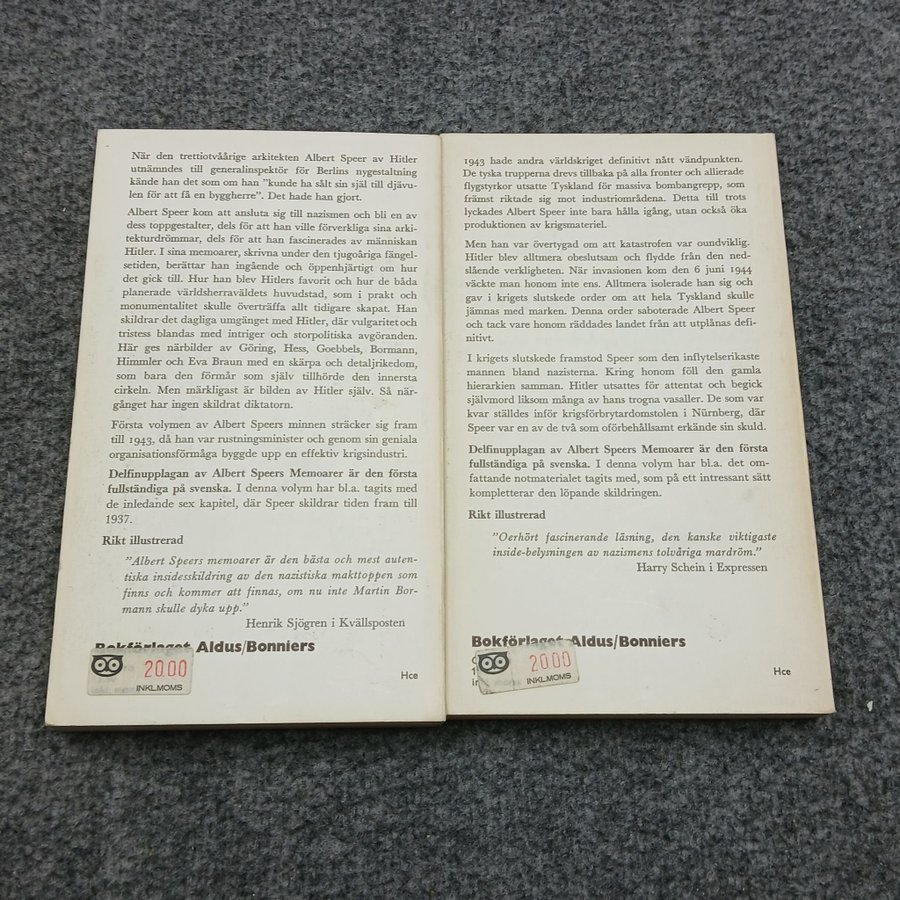 När den trettiotvåårige arkitekten Albert Speer av Hitler
utnämndes till generalinspektör för Berlins nygestaltning
kände han det som om han ”kunde ha sålt sin själ till djävu-
len för att få en byggherre”. Det hade han gjort.
Albert Speer kom att ansluta sig till nazismen och bli en av
dess toppgestalter, dels för att han ville förverkliga sina arki-
tekturdrömmar, dels för att han fascinerades av människan
Hitler. I sina memoarer, skrivna under den tjugoåriga fängel-
setiden, berättar han ingående och öppenhjärtigt om hur
det gick till. Hur han blev Hitlers favorit och hur de båda
planerade världsherraväldets huvudstad, som i prakt och
monumentalitet skulle överträffa allt tidigare skapat. Han
skildrar det dagliga umgänget med Hitler, där vulgaritet och
tristess blandas med intriger och storpolitiska avgöranden.
Här ges närbilder av Göring, Hess, Goebbels, Bormann,
Himmler och Eva Braun med en skärpa och detaljrikedom,
som bara den förmår som själv tillhörde den innersta
cirkeln. Men märkligast är bilden av Hitler själv. Så när-
gånget har ingen skildrat diktatorn.
Första volymen av Albert Speers minnen sträcker sig fram
till 1943, då han var rustningsminister och genom sin geniala
organisationsförmåga byggde upp en effektiv krigsindustri.
Delfinupplagan av Albert Speers Memoarer är den första
fullständiga på svenska. I denna volym har bl.a. tagits med
de inledande sex kapitel, där Speer skildrar tiden fram till
1937.
Rikt illustrerad
”Albert Speers memoarer är den bästa och mest auten-
tiska insidesskildring av den nazistiska makttoppen som
finns och kommer att finnas, om nu inte Martin Bor-
mann skulle dyka upp.”
Henrik Sjögren i Kvällsposten
Bokförlaget Aldus/Bonniers
20.00
INKL.MOMS
Hce
1943 hade andra världskriget definitivt nått vändpunkten.
De tyska trupperna drevs tillbaka på alla fronter och allierade
flygstyrkor utsatte Tyskland för massiva bombangrepp, som
främst riktade sig mot industriområdena. Detta till trots
lyckades Albert Speer inte bara hålla igång, utan också öka
produktionen av krigsmateriel.
Men han var övertygad om att katastrofen var oundviklig.
Hitler blev alltmera obeslutsam och flydde från den ned-
slående verkligheten. När invasionen kom den 6 juni 1944
väckte man honom inte ens. Alltmera isolerade han sig och
gav i krigets slutskede order om att hela Tyskland skulle
jämnas med marken. Denna order saboterade Albert Speer
och tack vare honom räddades landet från att utplånas defi-
nitivt.
I krigets slutskede framstod Speer som den inflytelserikaste
mannen bland nazisterna. Kring honom föll den gamla
hierarkien samman. Hitler utsattes för attentat och begick
självmord liksom många av hans trogna vasaller. De som var
kvar ställdes inför krigsförbrytardomstolen i Nürnberg, där
Speer var en av de två som oförbehållsamt erkände sin skuld.
Delfinupplagan av Albert Speers Memoarer är den första
fullständiga på svenska. I denna volym har bl.a. det om-
fattande notmaterialet tagits med, som på ett intressant sätt
kompletterar den löpande skildringen.
Rikt illustrerad
”Oerhört fascinerande läsning, den kanske viktigaste
inside-belysningen av nazismens tolvåriga mardröm.”
Harry Schein i Expressen
Bokförlaget Aldus/Bonniers
20.00
INKL.MOMS
Hce